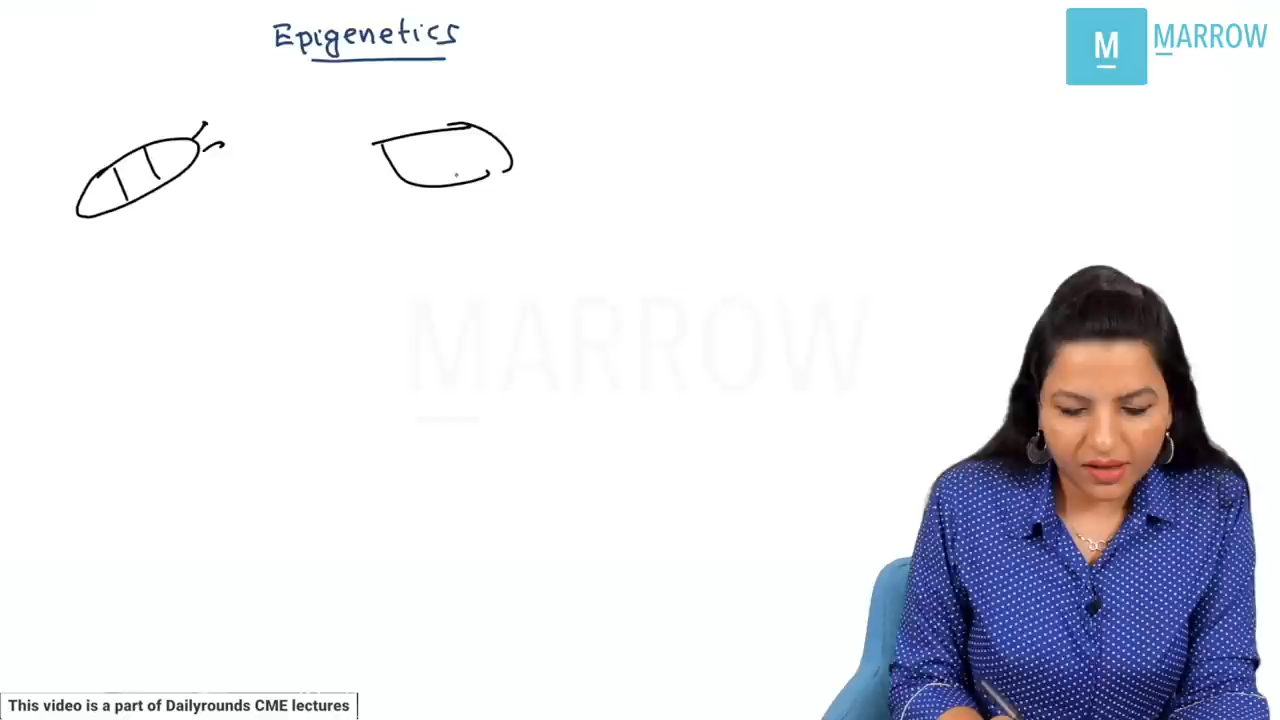 Epigenetics
M MARROW
MARROW
This video is a part of Dailyrounds CME lectures